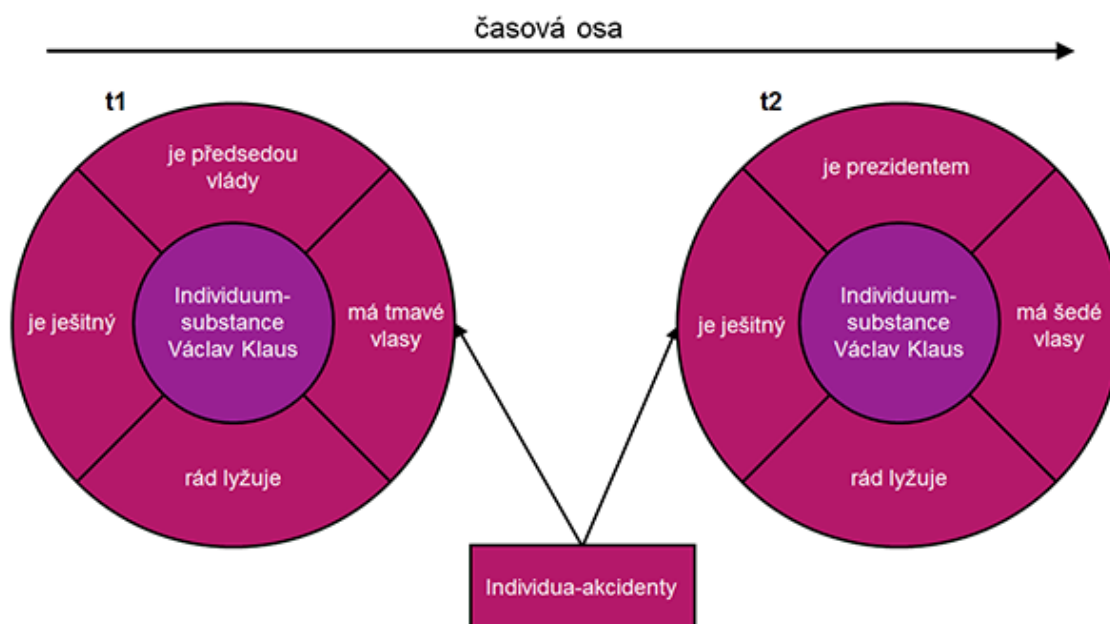 časová osa
t1
je předsedou
vlády
je ješitný
Individuum-
substance
Václav Klaus
má tmavé
vlasy
rád lyžuje
t2
je prezidentem
je ješitný
Individuum-
substance
Václav Klaus
má šedé
vlasy
rád lyžuje
Individua-akcidenty